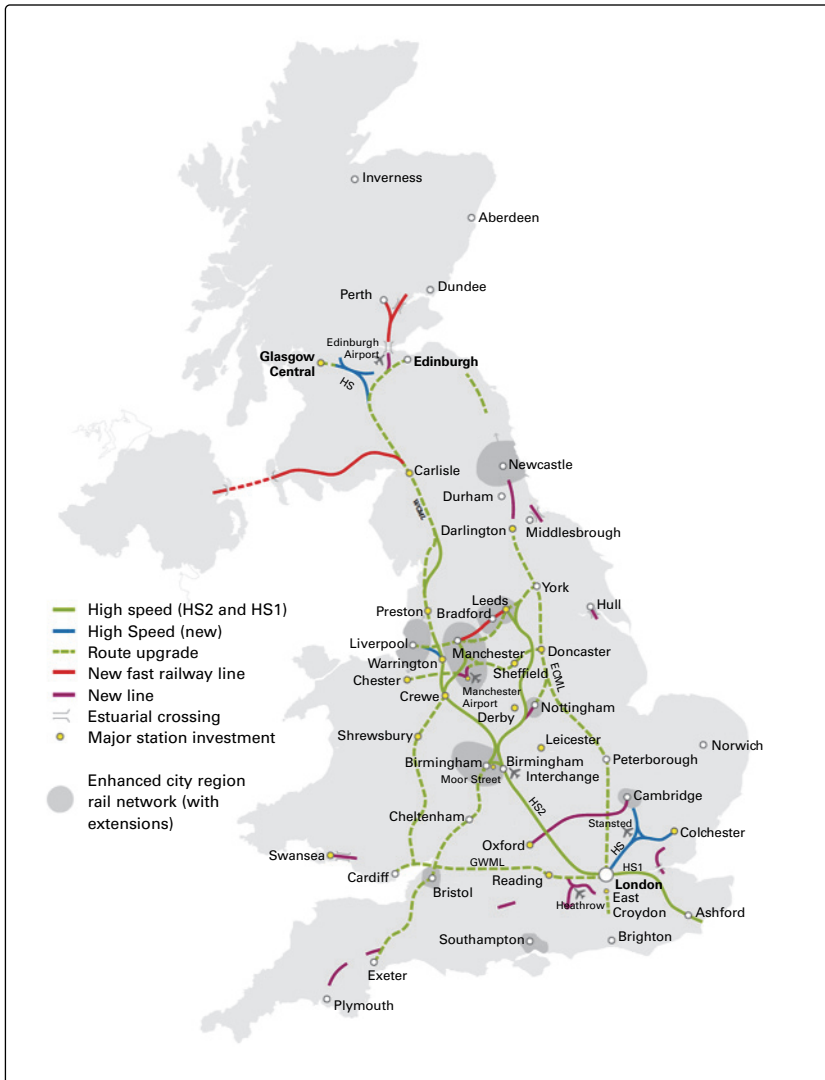 Inverness
Aberdeen
Dundee
Perth
Edinburgh
Airport
Glasgow
Central
Edinburgh
HS
Carlisle
Newcastle
Durham
WCML
Darlington
Middlesbrough
York
Leeds
Hull
High speed (HS2 and HS1)
Preston
Bradford
High Speed (new)
Liverpool
Route upgrade
Manchester
Doncaster
Warrington
Sheffield
ECML
New fast railway line
Chester
New line
Manchester
Airport
Crewe
Derby
Nottingham
Estuarial crossing
Major station investment
Shrewsbury
Leicester
Norwich
Birmingham
Moor Street
Birmingham
Interchange
Peterborough
Enhanced city region
rail network (with
extensions)
HS2
Cambridge
Cheltenham
Stansted
Colchester
Oxford
HS
Swansea
GWML
HS1
Cardiff
Reading
London
Bristol
East
Croydon
Heathrow
Ashford
Southampton
Brighton
Exeter
Plymouth